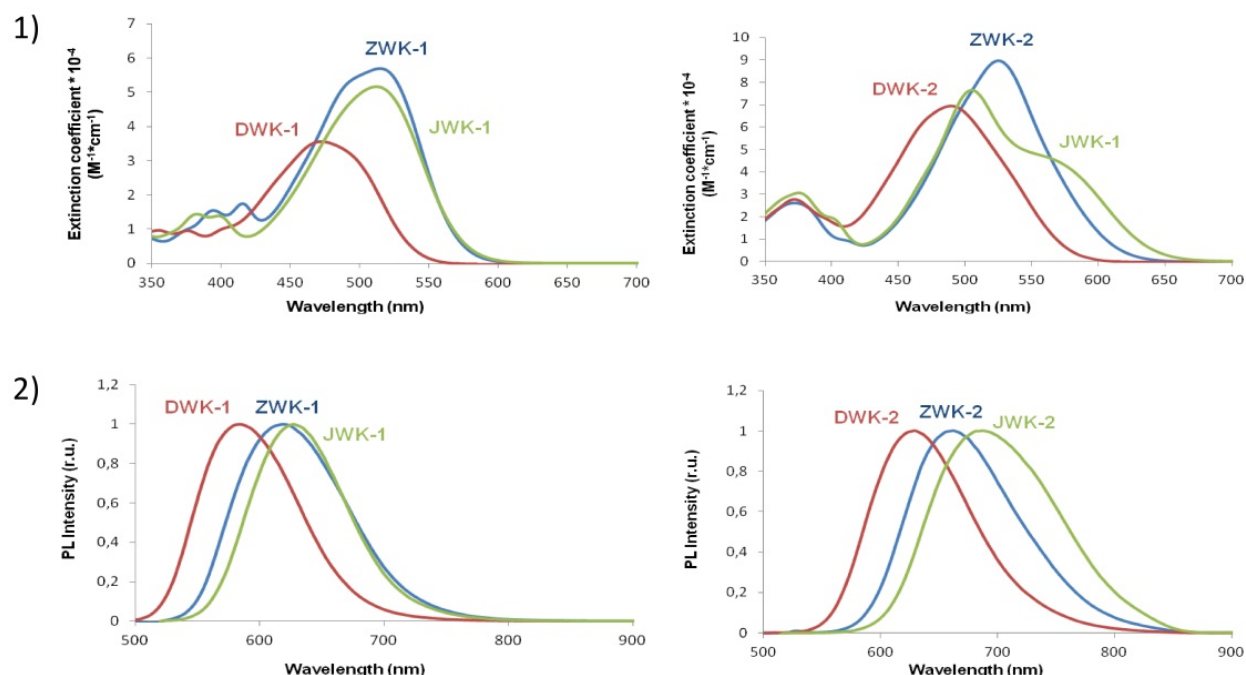 1)
7
6
5
4
3
2
1
0
Extinction coefficient * 10-4
(M-1*cm-1)
ZWK-1
DWK-1
JWK-1
350 400 450 500 550 600 650 700
Wavelength (nm)
10
9
8
7
6
5
4
3
2
1
0
Extinction coefficient * 10-4
(M-1*cm-1)
ZWK-2
DWK-2
JWK-1
350 400 450 500 550 600 650 700
Wavelength (nm)
2)
1,2
1
0,8
0,6
0,4
0,2
0
PL Intensity (r.u.)
DWK-1 ZWK-1
JWK-1
500 600 700 800 900
Wavelength (nm)
1,2
1
0,8
0,6
0,4
0,2
0
PL Intensity (r.u.)
DWK-2 ZWK-2
JWK-2
500 600 700 800 900
Wavelength (nm)